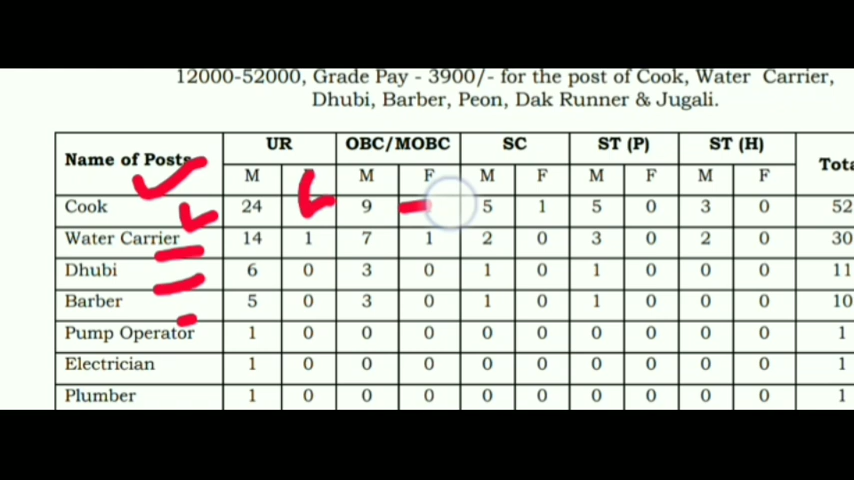 12000-52000, Grade Pay - 3900/- for the post of Cook, Water Carrier,
Dhubi, Barber, Peon, Dak Runner & Jugali.
Name of Posts UR OBC/MOBC SC ST (P) ST (H)
M M F M F M F M F
Cook 24 9 5 1 5 0 3 0 52
Water Carrier 14 1 7 1 2 0 3 0 2 0 30
Dhubi 6 0 3 0 1 0 1 0 0 0 11
Barber 5 0 3 0 1 0 1 0 0 0 10
Pump Operator 1 0 0 0 0 0 0 0 0 0 1
Electrician 1 0 0 0 0 0 0 0 0 0 1
Plumber 1 0 0 0 0 0 0 0 0 0 1